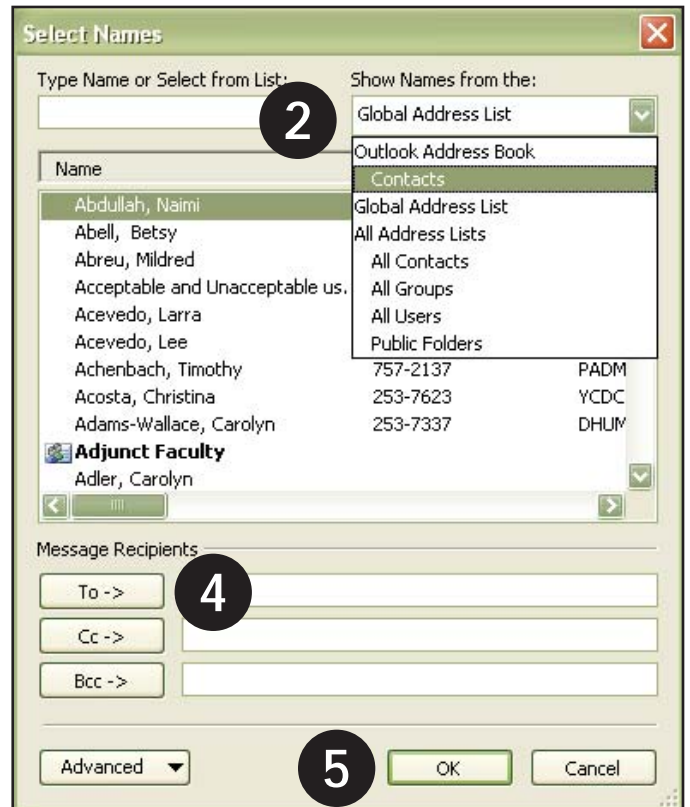 Select Names
Type Name or Select from List: Show Names from the:
2 Global Address List
Outlook Address Book
Name
Contacts
Abdullah, Naimi
Global Address List
Abell, Betsy
All Address Lists
Abreu, Mildred
All Contacts
Acceptable and Unacceptable us.
All Groups
Acevedo, Larra
All Users
Acevedo, Lee
Public Folders
Achenbach, Timothy 757-2137 PADM
Acosta, Christina 253-7623 YCDC
Adams-Wallace, Carolyn 253-7337 DHUM
Adjunct Faculty
Adler, Carolyn
Message Recipients
To -> 4
Cc ->
Bcc ->
Advanced 5 OK Cancel